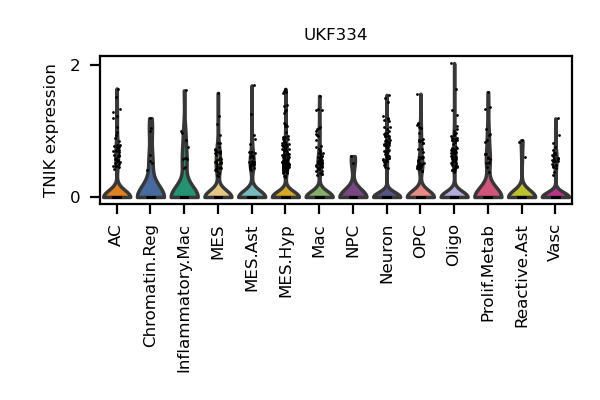 UKF334
TNIK expression
2
0
AC
Chromatin.Reg
Inflammatory.Mac
MES
MES.Ast
MES.Hyp
Mac
NPC
Neuron
OPC
Oligo
Prolif.Metab
Reactive.Ast
Vasc